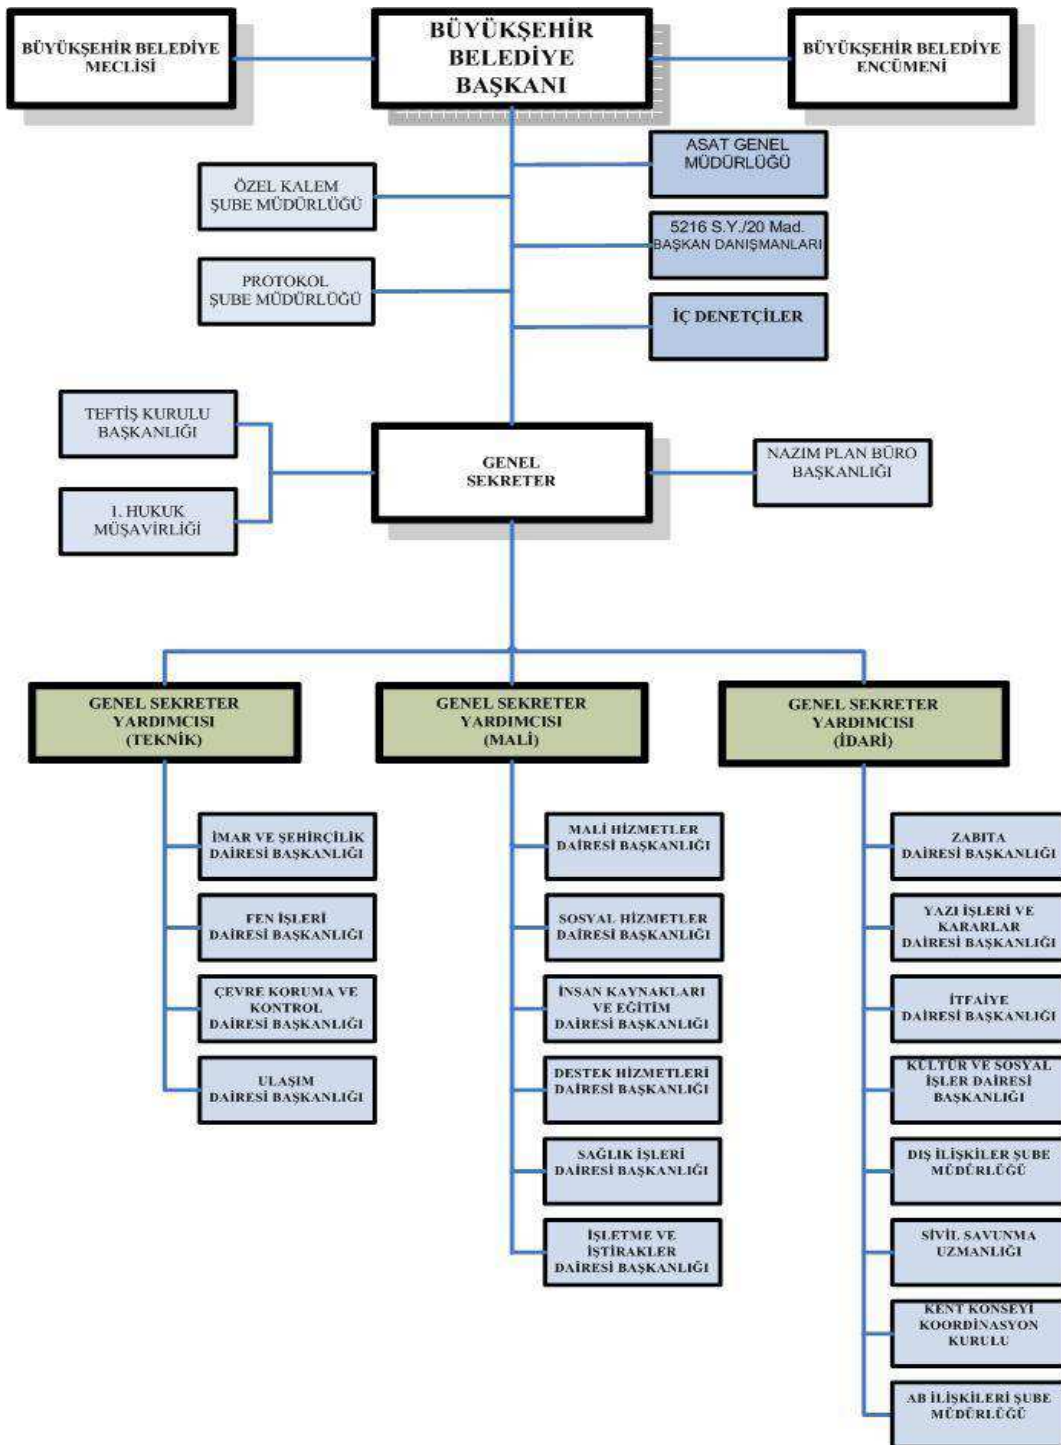 BÜYÜKŞEHİR BELEDİYE
MECLİSİ
BÜYÜKŞEHİR
BELEDİYE
BAŞKANI
BÜYÜKŞEHİR BELEDİYE
ENCÜMENİ
ASAT GENEL
MÜDÜRLÜĞÜ
ÖZEL KALEM
ŞUBE MÜDÜRLÜĞÜ
5216 S.Y./20 Mad.
BAŞKAN DANIŞMANLARI
PROTOKOL
ŞUBE MÜDÜRLÜĞÜ
İÇ DENETÇİLER
TEFTİŞ KURULU
BAŞKANLIĞI
GENEL
SEKRETER
NAZIM PLAN BÜRO
BAŞKANLIĞI
1. HUKUK
MÜŞAVİRLİĞİ
GENEL SEKRETER
YARDIMCISI
(TEKNİK)
GENEL SEKRETER
YARDIMCISI
(MALİ)
GENEL SEKRETER
YARDIMCISI
(İDARİ)
İMAR VE ŞEHİRÇİLİK
DAİRESİ BAŞKANLIĞI
FEN İŞLERİ
DAİRESİ BAŞKANLIĞI
ÇEVRE KORUMA VE
KONTROL
DAİRESİ BAŞKANLIĞI
ULAŞIM
DAİRESİ BAŞKANLIĞI
MALİ HİZMETLER
DAİRESİ BAŞKANLIĞI
SOSYAL HİZMETLER
DAİRESİ BAŞKANLIĞI
İNSAN KAYNAKLARI
VE EĞİTİM
DAİRESİ BAŞKANLIĞI
DESTEK HİZMETLERİ
DAİRESİ BAŞKANLIĞI
SAĞLIK İŞLERİ
DAİRESİ BAŞKANLIĞI
İŞLETME VE
İŞTİRAKLER
DAİRESİ BAŞKANLIĞI
ZABITA
DAİRESİ BAŞKANLIĞI
YAZI İŞLERİ VE
KARARLAR
DAİRESİ BAŞKANLIĞI
İTFAİYE
DAİRESİ BAŞKANLIĞI
KÜLTÜR VE SOSYAL
İŞLER DAİRESİ
BAŞKANLIĞI
DIŞ İLİŞKİLER ŞUBE
MÜDÜRLÜĞÜ
SİVİL SAVUNMA
UZMANLIĞI
KENT KONSEYİ
KOORDİNASYON
KURULU
AB İLİŞKİLERİ ŞUBE
MÜDÜRLÜĞÜ